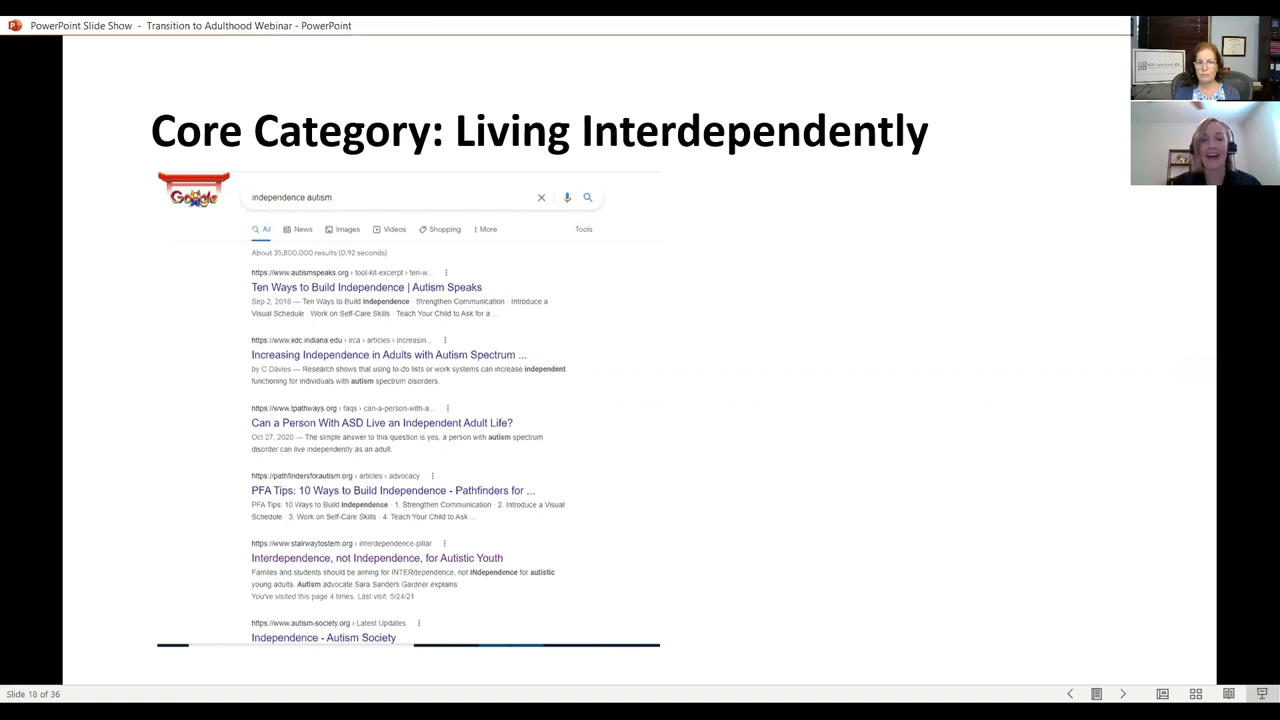 PowerPoint Slide Show - Transition to Adulthood Webinar - PowerPoint
Core Category: Living Interdependently
Google
independence autism
All News Images Videos Shopping More Tools
About 35,800,000 results (0.92 seconds)
https://www.autismspeaks.org › tool-kit-excerpt › ten-w...
Ten Ways to Build Independence | Autism Speaks
Sep 2, 2018 — Ten Ways to Build Independence · Strengthen Communication · Introduce a
Visual Schedule · Work on Self-Care Skills · Teach Your Child to Ask for a ...
https://www.iidc.indiana.edu › irca › articles › increasin...
Increasing Independence in Adults with Autism Spectrum ...
by C Davies — Research shows that using to-do lists or work systems can increase independent
functioning for individuals with autism spectrum disorders.
https://www.tpathways.org › faqs › can-a-person-with-a...
Can a Person With ASD Live an Independent Adult Life?
Oct 27, 2020 — The simple answer to this question is yes, a person with autism spectrum
disorder can live independently as an adult.
https://pathfindersforautism.org › articles › advocacy
PFA Tips: 10 Ways to Build Independence - Pathfinders for ...
PFA Tips: 10 Ways to Build Independence · 1. Strengthen Communication · 2. Introduce a Visual
Schedule · 3. Work on Self-Care Skills · 4. Teach Your Child to Ask ...
https://www.stairwaytostem.org › interdependence-pillar
Interdependence, not Independence, for Autistic Youth
Families and students should be aiming for INTERdependence, not INdependence for autistic
young adults. Autism advocate Sara Sanders Gardner explains.
You've visited this page 4 times. Last visit: 5/24/21
https://www.autism-society.org › Latest Updates
Independence - Autism Society
Slide 18 of 36